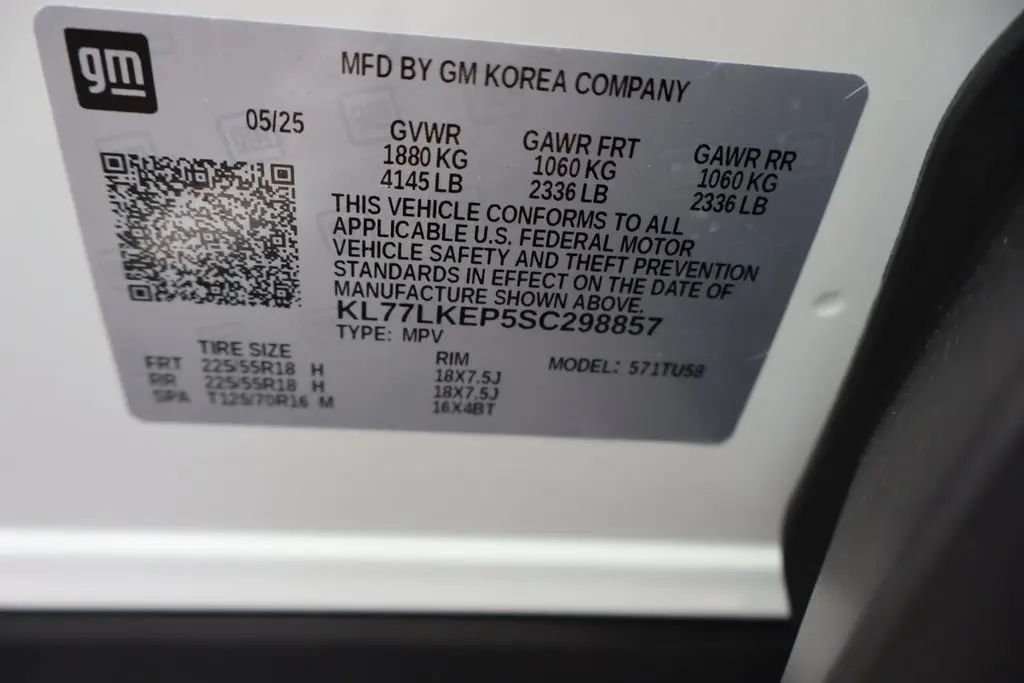 gm
MFD BY GM KOREA COMPANY
05/25
GVWR
1880 KG
4145 LB
GAWR FRT
1060 KG
2336 LB
GAWR RR
1060 KG
2336 LB
THIS VEHICLE CONFORMS TO ALL
APPLICABLE U.S. FEDERAL MOTOR
VEHICLE SAFETY AND THEFT PREVENTION
STANDARDS IN EFFECT ON THE DATE OF
MANUFACTURE SHOWN ABOVE.
KL77LKEP5SC298857
TYPE: MPV
MODEL: 571TU58
TIRE SIZE
RIM
FRT 225/55R18 H 18X7.5J
RR 225/55R18 H 18X7.5J
SPA T125/70R16 M 16X4BT